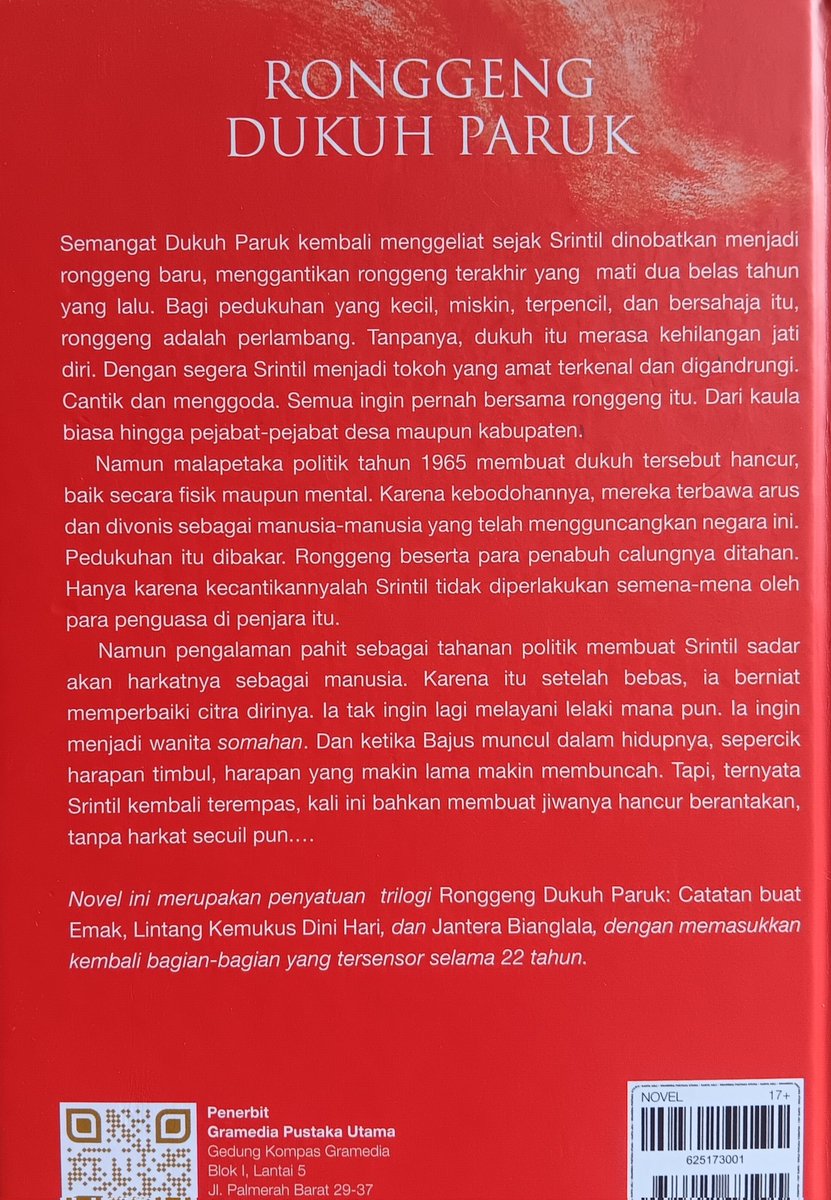 RONGGENG
DUKUH PARUK
Semangat Dukuh Paruk kembali menggeliat sejak Srintil dinobatkan menjadi
ronggeng baru, menggantikan ronggeng terakhir yang mati dua belas tahun
yang lalu. Bagi pedukuhan yang kecil, miskin, terpencil, dan bersahaja itu,
ronggeng adalah perlambang. Tanpanya, dukuh itu merasa kehilangan jati
diri. Dengan segera Srintil menjadi tokoh yang amat terkenal dan digandrungi.
Cantik dan menggoda. Semua ingin pernah bersama ronggeng itu. Dari kaula
biasa hingga pejabat-pejabat desa maupun kabupaten.
Namun malapetaka politik tahun 1965 membuat dukuh tersebut hancur,
baik secara fisik maupun mental. Karena kebodohannya, mereka terbawa arus
dan divonis sebagai manusia-manusia yang telah mengguncangkan negara ini.
Pedukuhan itu dibakar. Ronggeng beserta para penabuh calungnya ditahan.
Hanya karena kecantikannyalah Srintil tidak diperlakukan semena-mena oleh
para penguasa di penjara itu.
Namun pengalaman pahit sebagai tahanan politik membuat Srintil sadar
akan harkatnya sebagai manusia. Karena itu setelah bebas, ia berniat
memperbaiki citra dirinya. Ia tak ingin lagi melayani lelaki mana pun. Ia ingin
menjadi wanita somahan. Dan ketika Bajus muncul dalam hidupnya, sepercik
harapan timbul, harapan yang makin lama makin membuncah. Tapi, ternyata
Srintil kembali terempas, kali ini bahkan membuat jiwanya hancur berantakan,
tanpa harkat secuil pun....
Novel ini merupakan penyatuan trilogi Ronggeng Dukuh Paruk: Catatan buat
Emak, Lintang Kemukus Dini Hari, dan Jantera Bianglala, dengan memasukkan
kembali bagian-bagian yang tersensor selama 22 tahun.
Penerbit
Gramedia Pustaka Utama
Gedung Kompas Gramedia
Blok I, Lantai 5
Jl. Palmerah Barat 29-37
NOVEL 17+
625173001